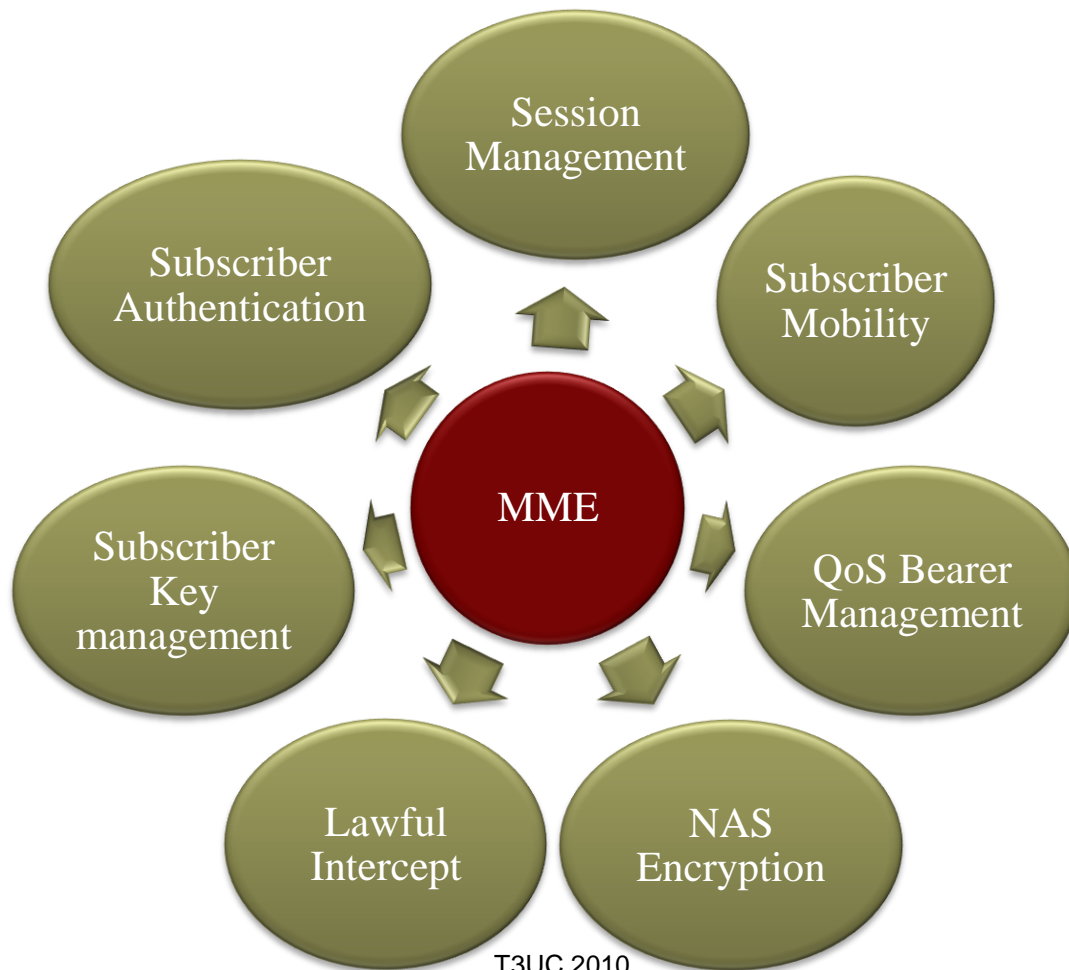 Session
Management
Subscriber
Authentication
Subscriber
Mobility
MME
Subscriber
Key
management
QoS Bearer
Management
Lawful
Intercept
NAS
Encryption
T3UC 2010